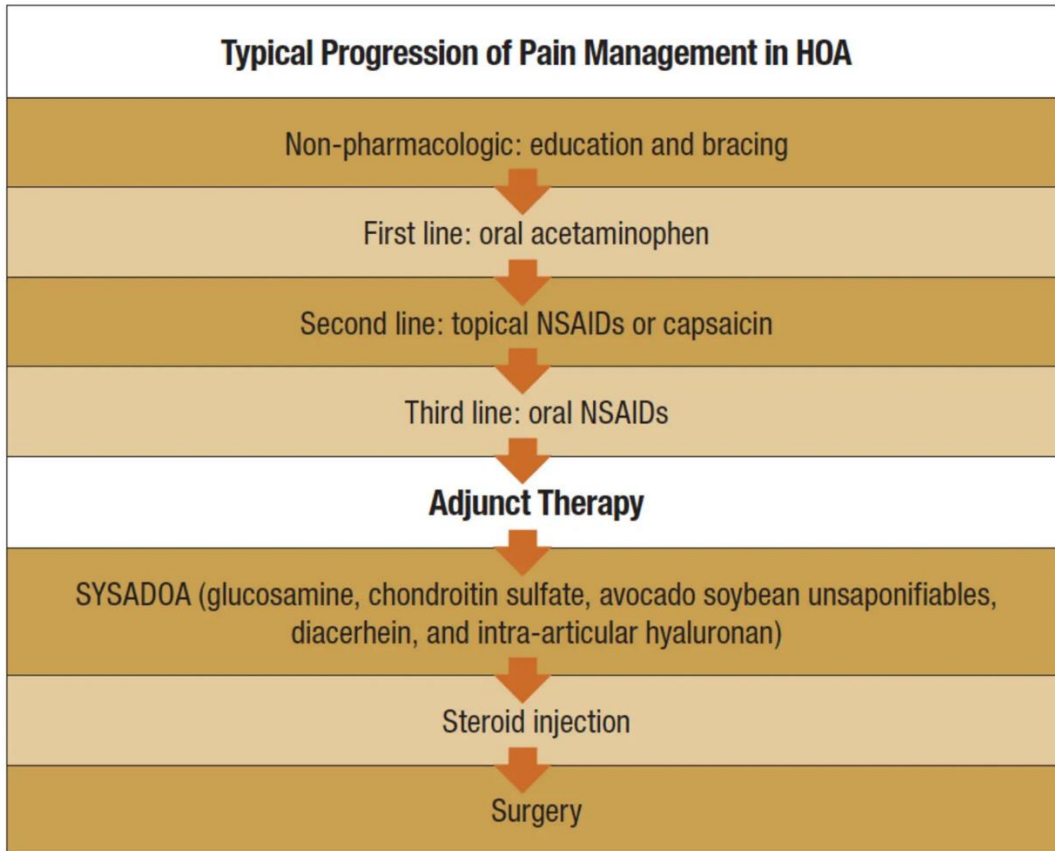 Typical Progression of Pain Management in HOA
Non-pharmacologic: education and bracing
First line: oral acetaminophen
Second line: topical NSAIDs or capsaicin
Third line: oral NSAIDs
Adjunct Therapy
SYSADOA (glucosamine, chondroitin sulfate, avocado soybean unsaponifiables,
diacerhein, and intra-articular hyaluronan)
Steroid injection
Surgery